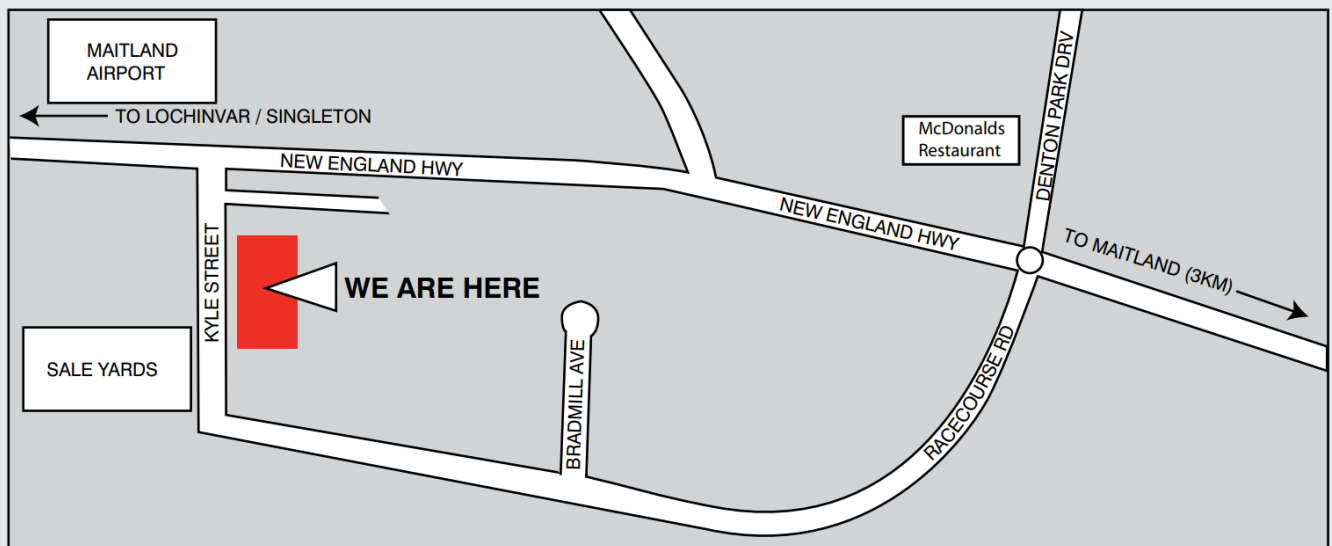 MAITLAND
AIRPORT
TO LOCHINVAR / SINGLETON
NEW ENGLAND HWY
McDonalds
Restaurant
DENTON PARK DRV
NEW ENGLAND HWY
TO MAITLAND (3KM)
KYLE STREET
WE ARE HERE
SALE YARDS
BRADMILL AVE
RACECOURSE RD